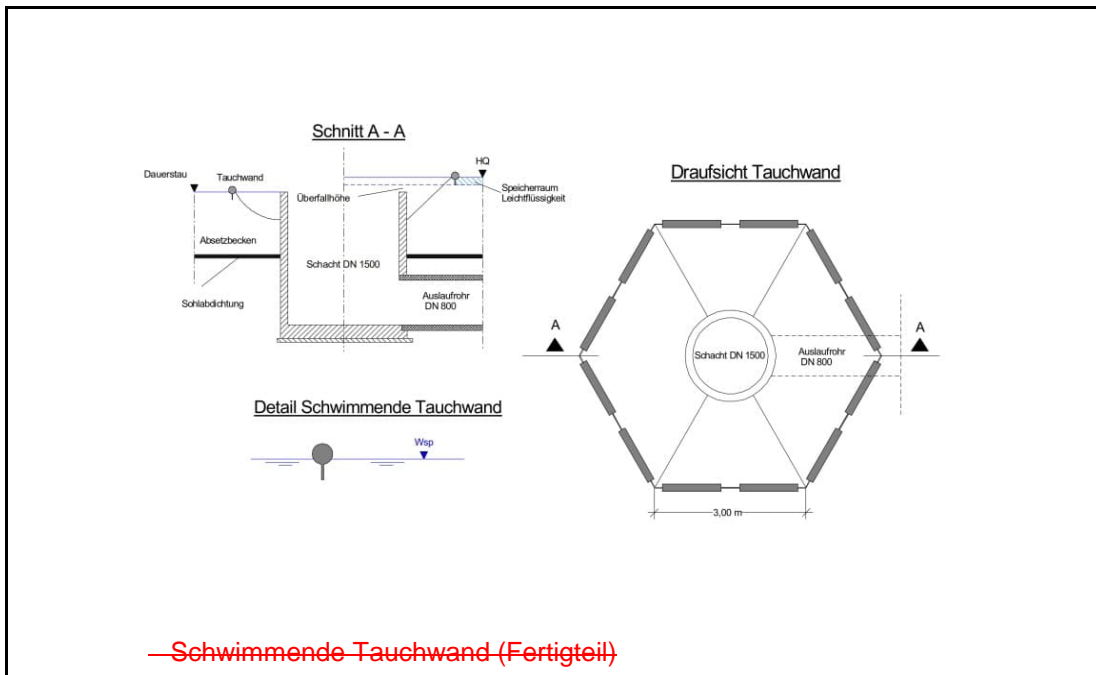 Schnitt A - A
Dauerstau
Tauchwand
HQ
Überfallhöhe
Speicherraum
Leichtflüssigkeit
Absetzbecken
Schacht DN 1500
Sohlabdichtung
Auslaufrohr
DN 800
Detail Schwimmende Tauchwand
Wsp
Draufsicht Tauchwand
A
A
Schacht DN 1500
Auslaufrohr
DN 800
3,00 m
Schwimmende Tauchwand (Fertigteil)